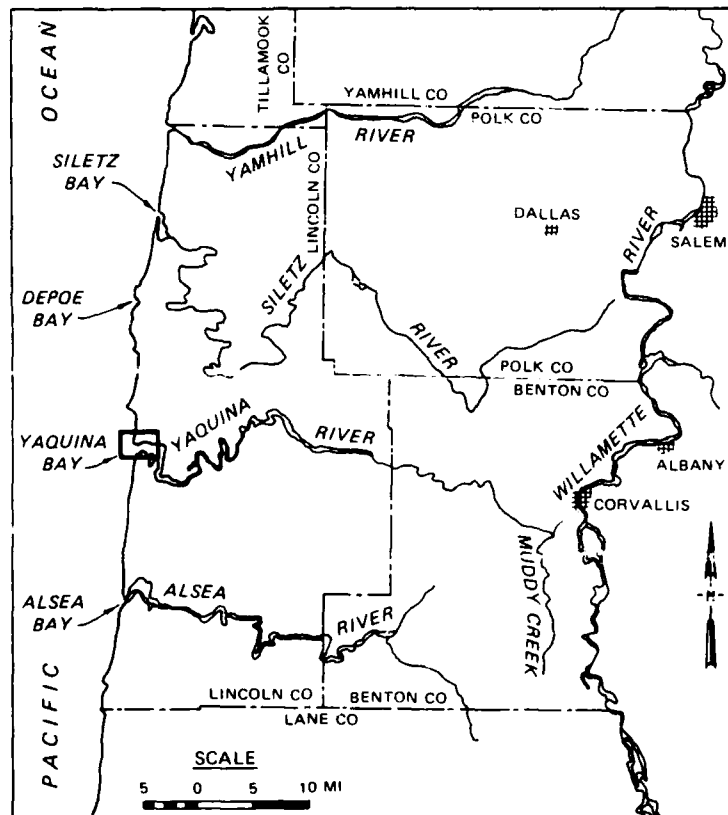 OCEAN
TILLAMOOK
CO
YAMHILL CO
POLK CO
YAMHILL
RIVER
SILETZ
BAY
LINCOLN CO
DALLAS
RIVER
SALEM
DEPOE
BAY
SILETZ
RIVER
POLK CO
BENTON CO
YAQUINA
BAY
YAQUINA
RIVER
WILLAMETTE
ALBANY
CORVALLIS
MUDDY CREEK
N
ALSEA
BAY
ALSEA
RIVER
PACIFIC
LINCOLN CO
BENTON CO
LANE CO
SCALE
5 0 5 10 MI